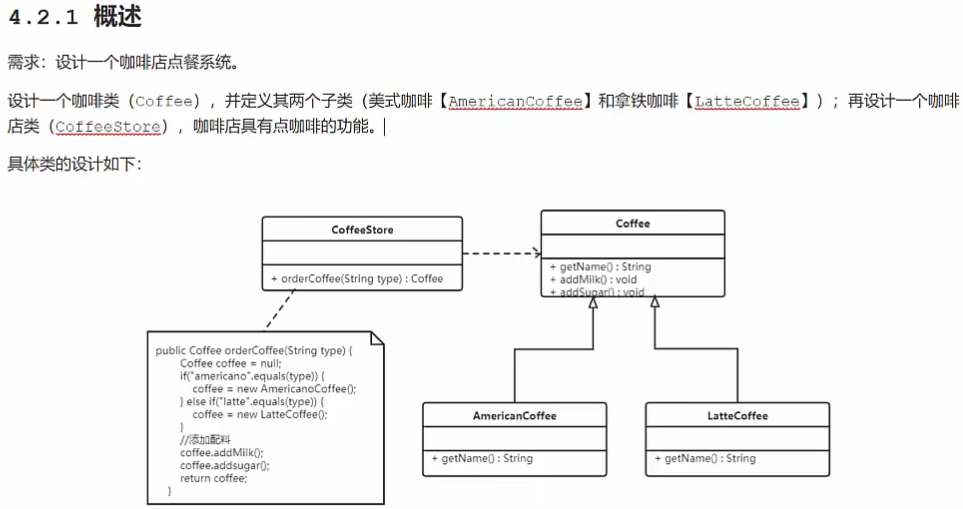 4.2.1 概述
需求：设计一个咖啡店点餐系统。
设计一个咖啡类（Coffee），并定义其两个子类（美式咖啡【AmericanCoffee】和拿铁咖啡【LatteCoffee】）；再设计一个咖啡
店类（CoffeeStore），咖啡店具有点咖啡的功能。
具体类的设计如下：
CoffeeStore
+ orderCoffee(String type) : Coffee
Coffee
+ getName() : String
+ addMilk() : void
+ addSugar() : void
public Coffee orderCoffee(String type) {
Coffee coffee = null;
if("americano".equals(type)) {
coffee = new AmericanoCoffee();
} else if("latte".equals(type)) {
coffee = new LatteCoffee();
}
//添加配料
coffee.addMilk();
coffee.addsugar();
return coffee;
}
AmericanCoffee
+ getName() : String
LatteCoffee
+ getName() : String